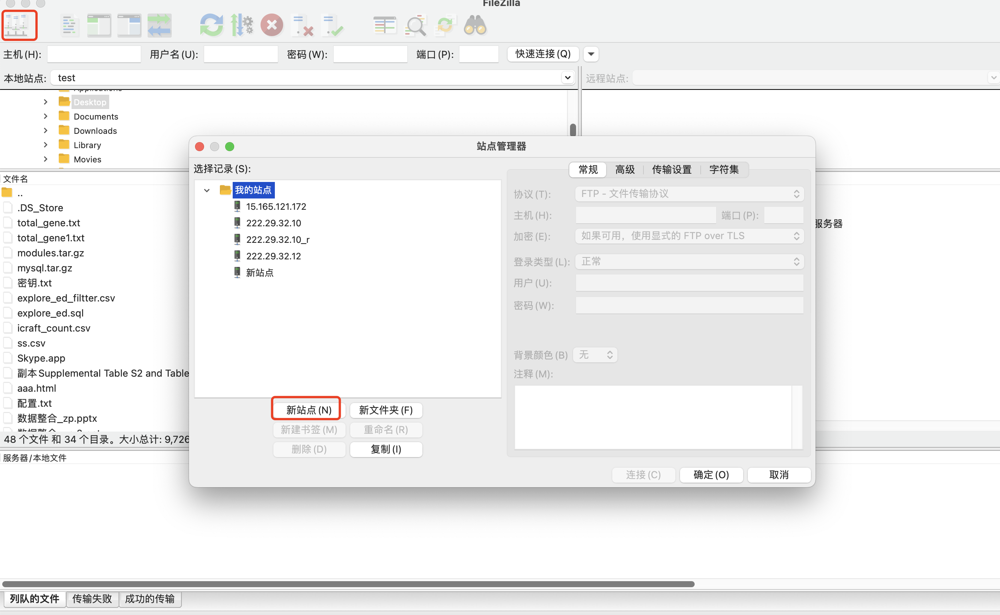 FileZilla
主机(H): 用户名(U): 密码(W): 端口(P): 快速连接(Q)
本地站点: test
远程站点:
Applications
Desktop
Documents
Downloads
Library
Movies
文件名
..
.DS_Store
total_gene.txt
total_gene1.txt
modules.tar.gz
mysql.tar.gz
密钥.txt
explore_ed_filtter.csv
explore_ed.sql
icraft_count.csv
ss.csv
Skype.app
副本Supplemental Table S2 and Table
aaa.html
配置.txt
数据整合_zp.pptx
48 个文件 和 34 个目录。大小总计: 9,726
服务器/本地文件
站点管理器
选择记录(S):
我的站点
15.165.121.172
222.29.32.10
222.29.32.10_r
222.29.32.12
新站点
新站点(N) 新文件夹(F)
新建书签(M) 重命名(R)
删除(D) 复制(I)
常规 高级 传输设置 字符集
协议(T): FTP - 文件传输协议
主机(H): 端口(P):
加密(E): 如果可用，使用显式的 FTP over TLS
登录类型(L): 正常
用户(U):
密码(W):
背景颜色(B) 无
注释(M):
连接(C) 确定(O) 取消
服务器
列队的文件 传输失败 成功的传输